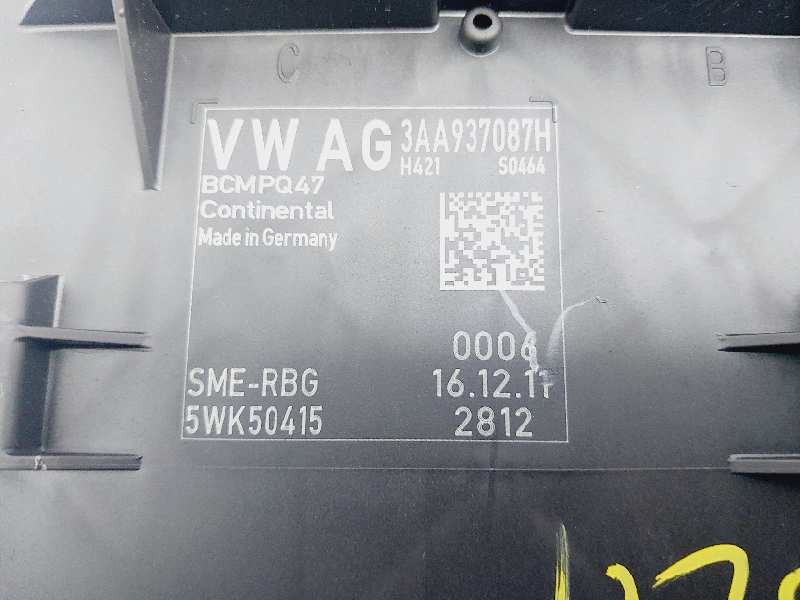 C B
VW AG 3AA937087H
H421 S0464
BCMPQ47
Continental
Made in Germany
0006
SME-RBG 16.12.11
5WK50415 2812